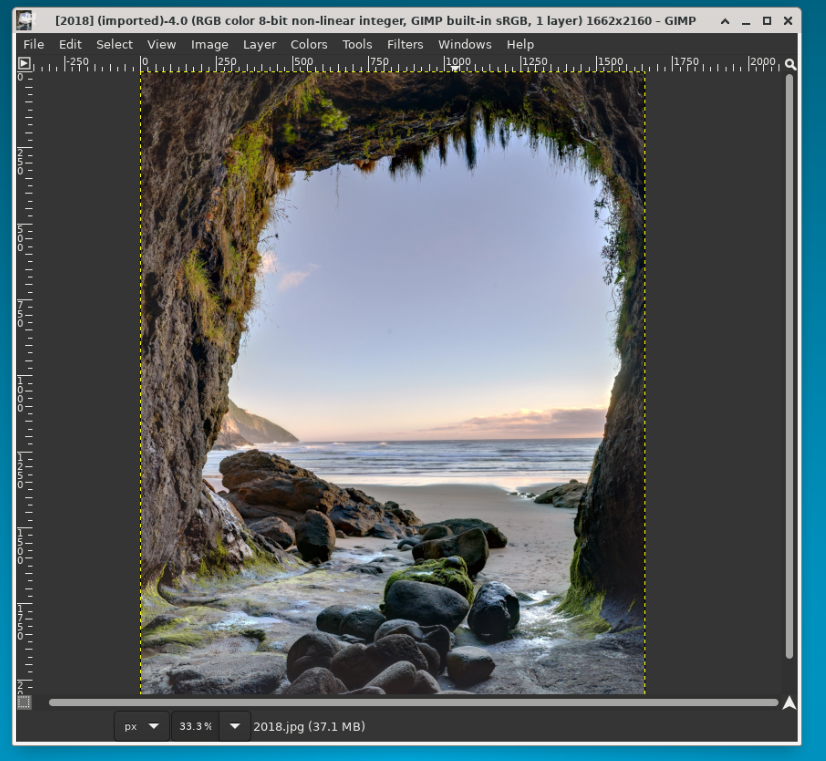 [2018] (imported)-4.0 (RGB color 8-bit non-linear integer, GIMP built-in sRGB, 1 layer) 1662x2160 – GIMP
File Edit Select View Image Layer Colors Tools Filters Windows Help
-250 0 250 500 750 1000 1250 1500 1750 2000
0
250
500
750
1000
1250
1500
1750
2
px 33.3 % 2018.jpg (37.1 MB)